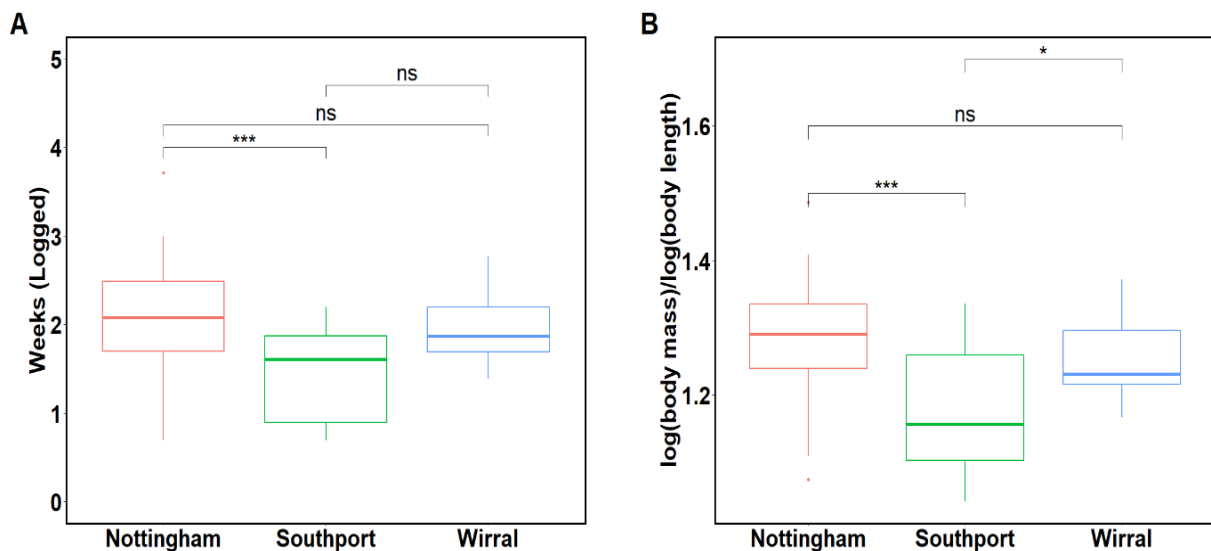 A
Weeks (Logged)
5
4
3
2
1
0
ns
ns
***
Nottingham
Southport
Wirral
B
log(body mass)/log(body length)
1.6
1.4
1.2
*
ns
***
Nottingham
Southport
Wirral